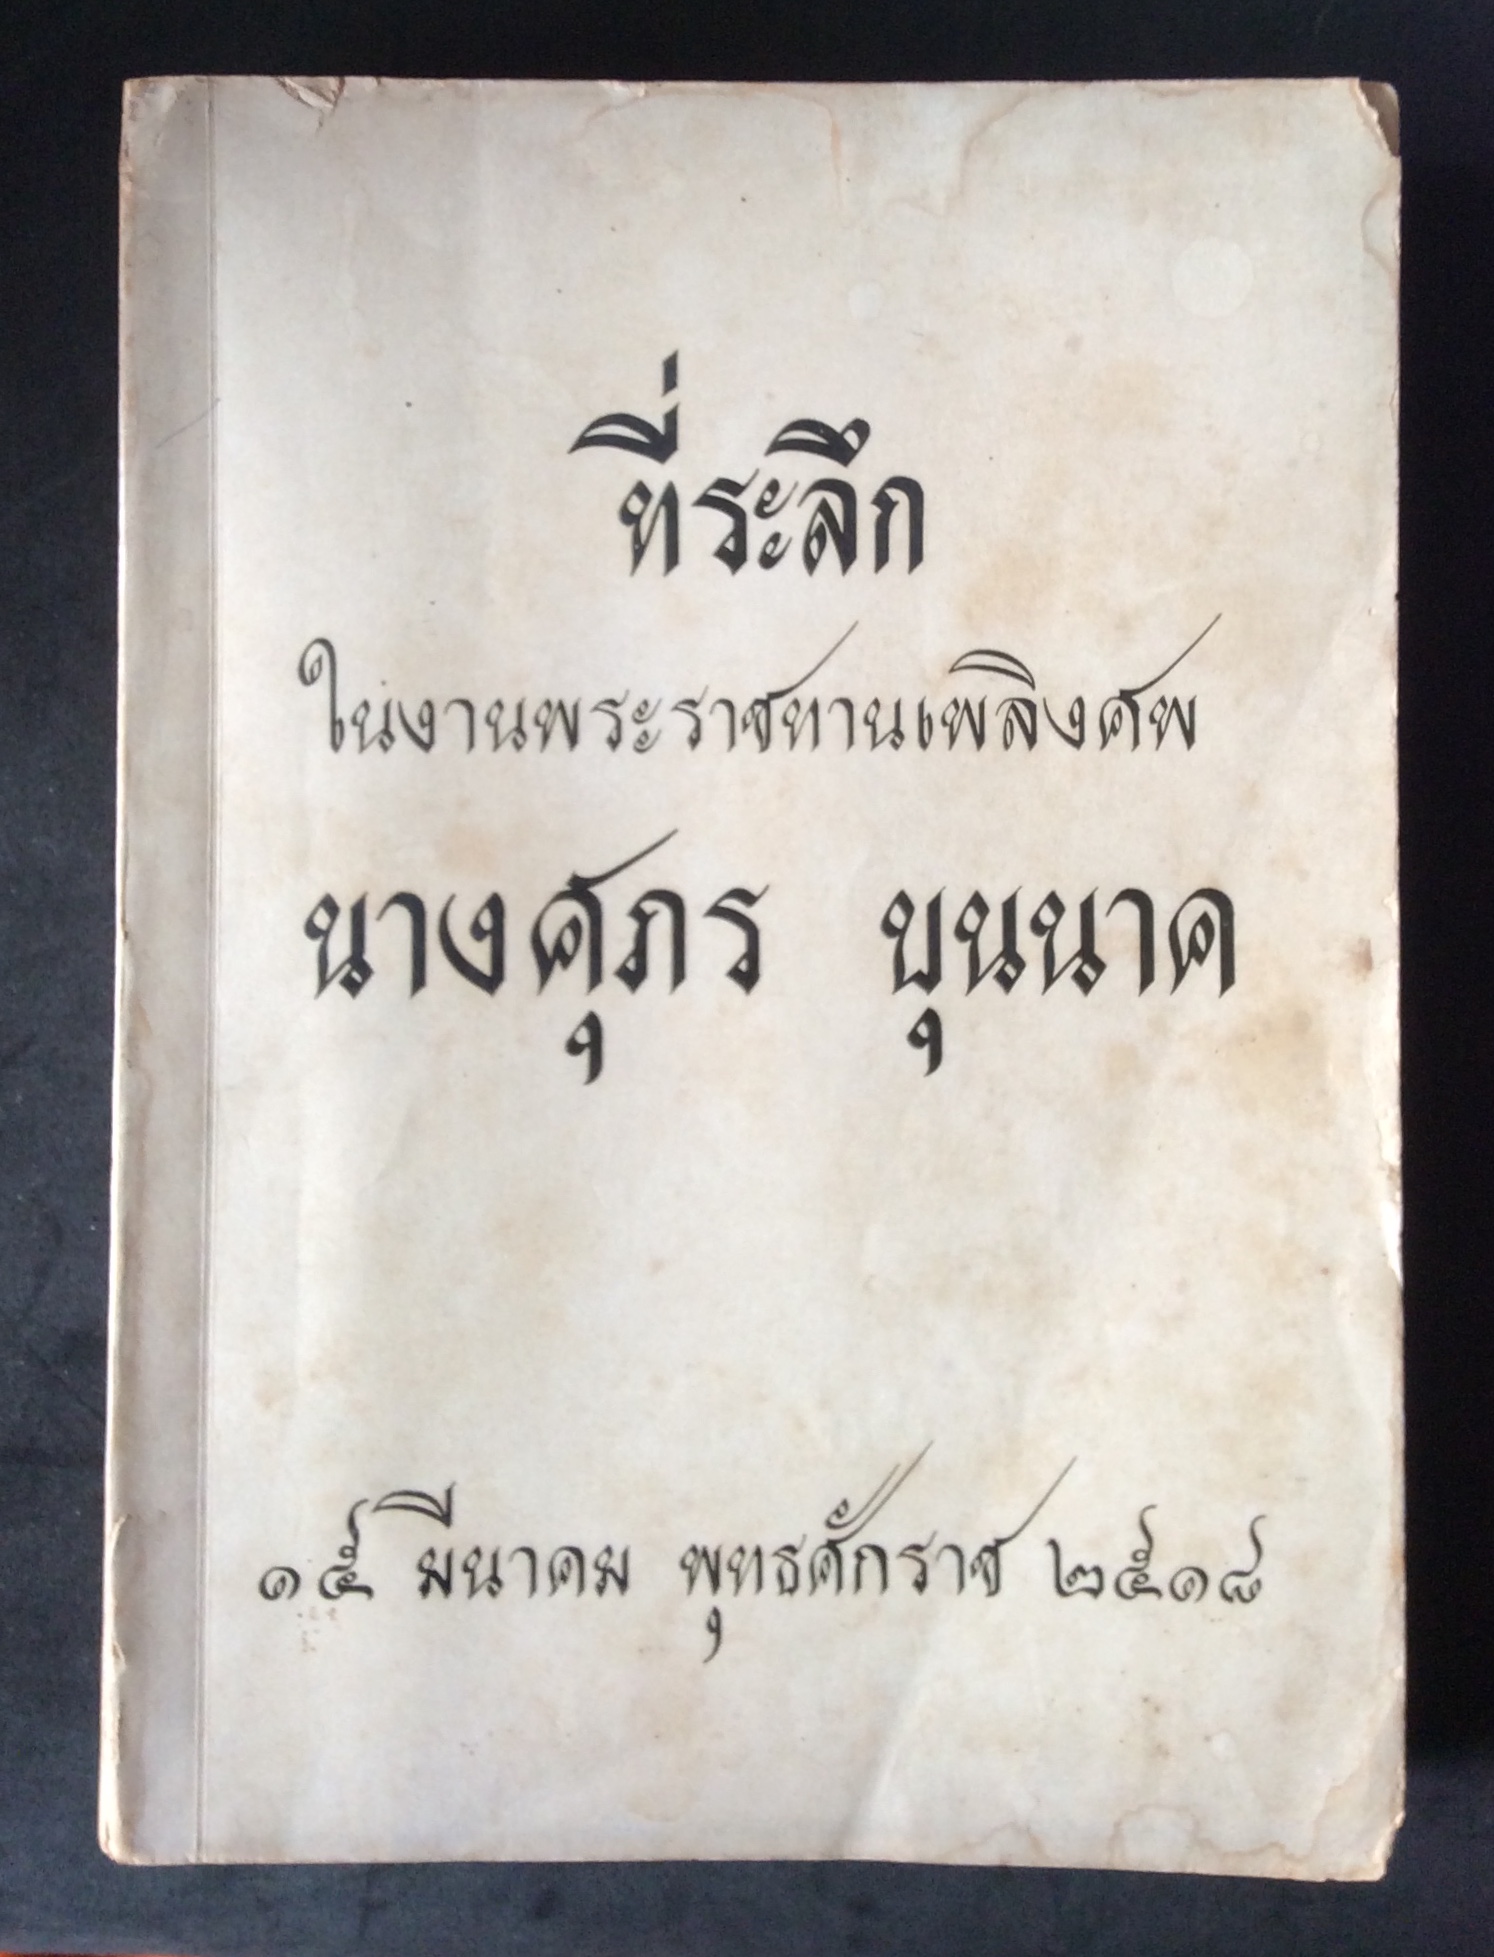 ที่ระลึก
ในงานพระราชทานเพลิงศพ
นางศุภร บุนนาค
๑๕ มีนาคม พุทธศักราช ๒๕๑๘